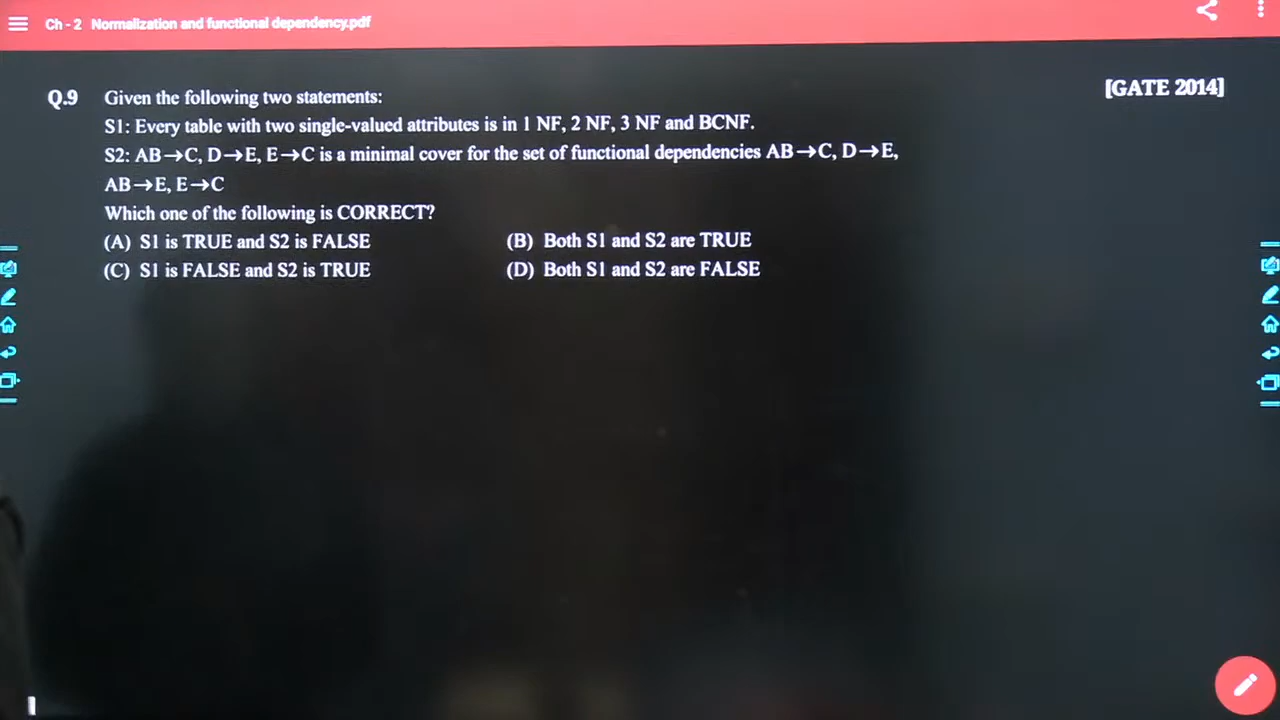 Ch - 2 Normalization and functional dependency.pdf
Q.9 Given the following two statements: [GATE 2014]
S1: Every table with two single-valued attributes is in 1 NF, 2 NF, 3 NF and BCNF.
S2: AB→C, D→E, E→C is a minimal cover for the set of functional dependencies AB→C, D→E,
AB→E, E→C
Which one of the following is CORRECT?
(A) S1 is TRUE and S2 is FALSE (B) Both S1 and S2 are TRUE
(C) S1 is FALSE and S2 is TRUE (D) Both S1 and S2 are FALSE